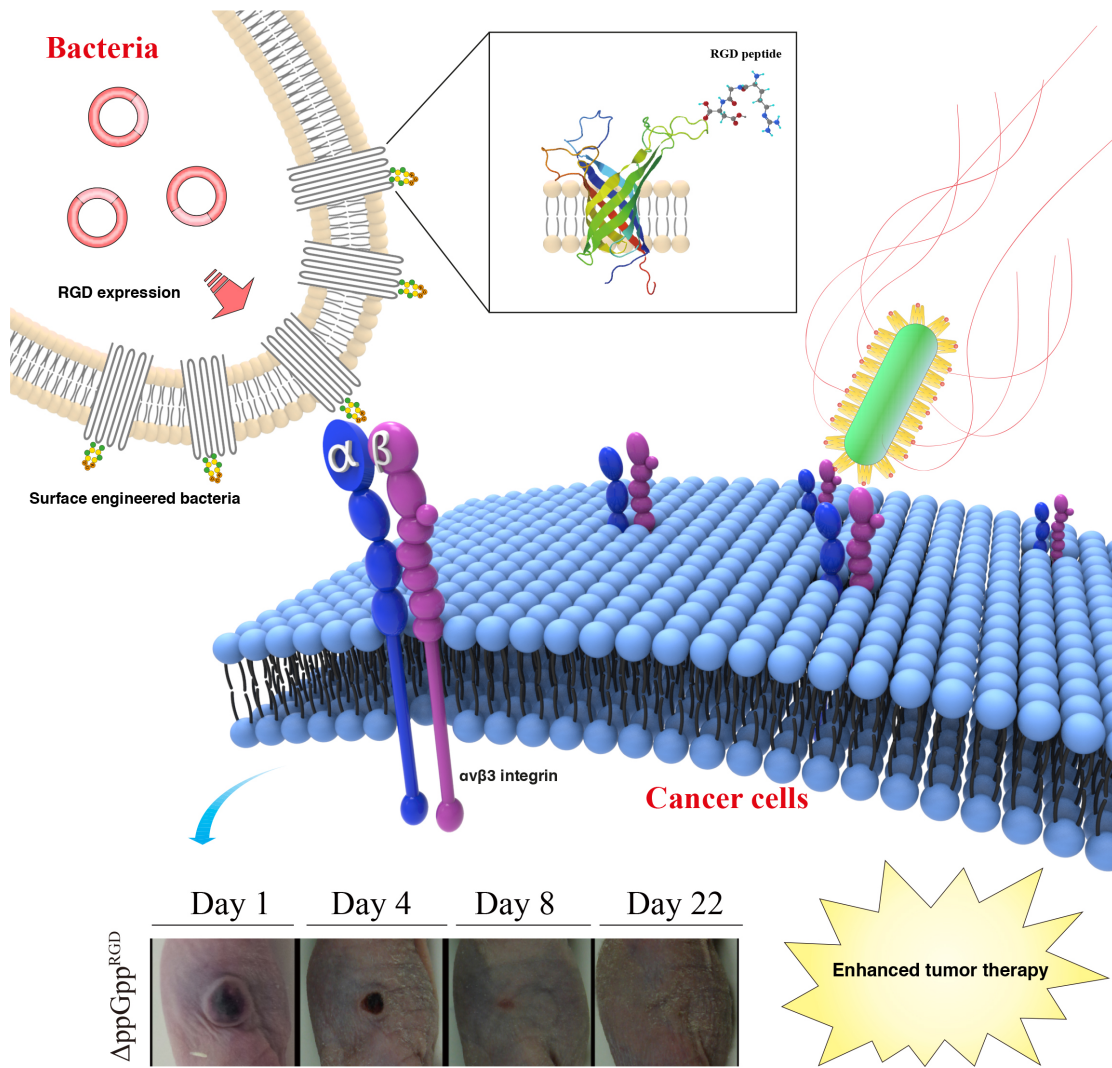 Bacteria
RGD peptide
RGD expression
Surface engineered bacteria
α β
αvβ3 integrin
Cancer cells
Day 1 Day 4 Day 8 Day 22
ΔppGpp^RGD
Enhanced tumor therapy